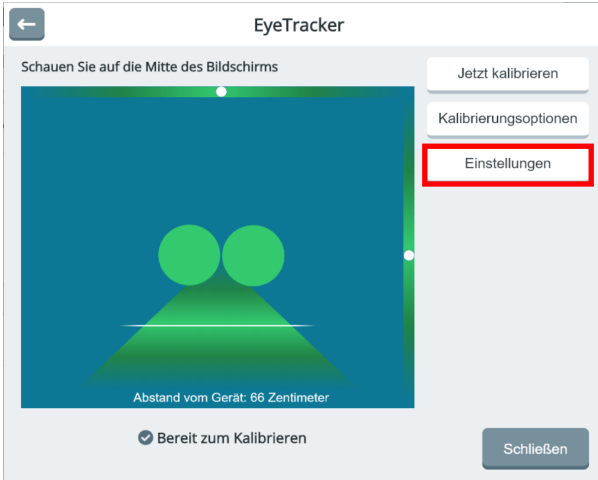 EyeTracker
Schauen Sie auf die Mitte des Bildschirms
Jetzt kalibrieren
Kalibrierungsoptionen
Einstellungen
Abstand vom Gerät: 66 Zentimeter
Bereit zum Kalibrieren
Schließen